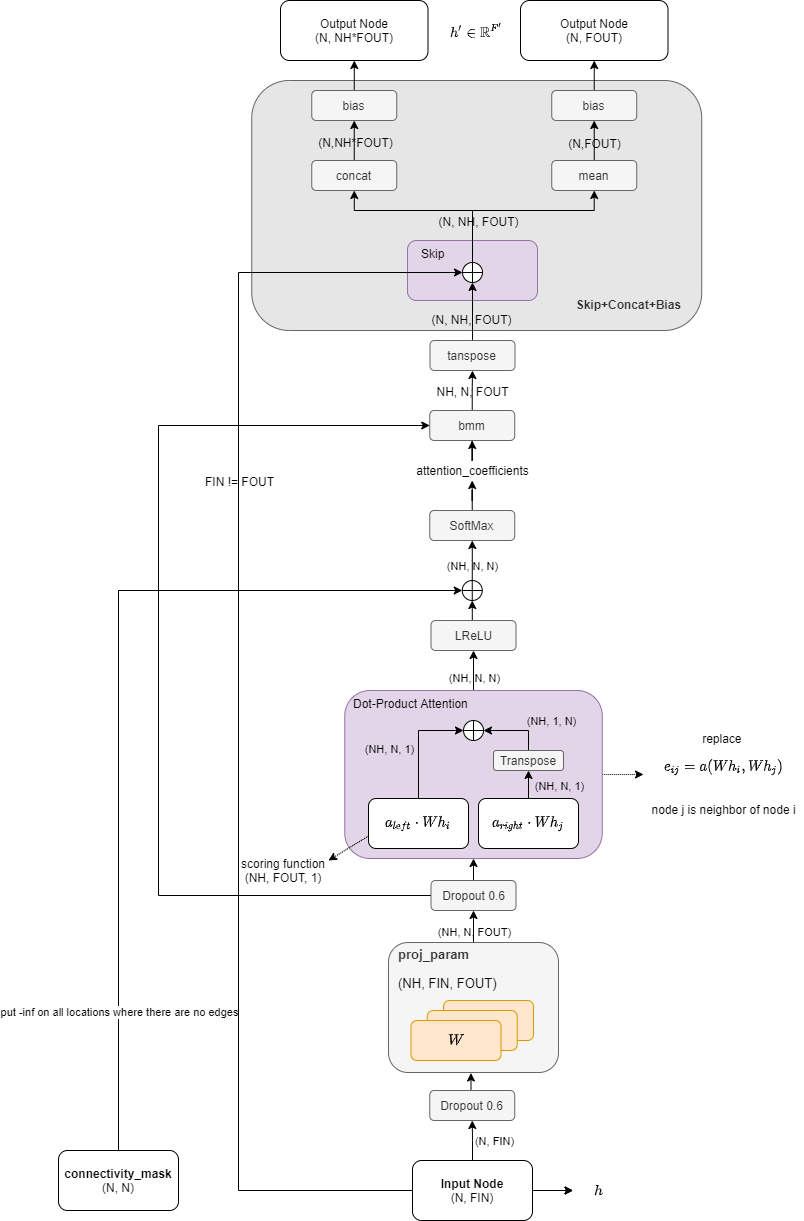 Output Node
(N, NH*FOUT)
h′ ∈ ℝ^{F′}
Output Node
(N, FOUT)
bias
bias
(N,NH*FOUT)
(N,FOUT)
concat
mean
(N, NH, FOUT)
Skip
Skip+Concat+Bias
(N, NH, FOUT)
tanspose
NH, N, FOUT
bmm
attention_coefficients
FIN != FOUT
SoftMax
(NH, N, N)
LReLU
(NH, N, N)
Dot-Product Attention
(NH, 1, N)
(NH, N, 1)
Transpose
(NH, N, 1)
a_{left} · Wh_i
a_{right} · Wh_j
replace
e_{ij} = a(Wh_i, Wh_j)
node j is neighbor of node i
scoring function
(NH, FOUT, 1)
Dropout 0.6
(NH, N, FOUT)
proj_param
(NH, FIN, FOUT)
W
put -inf on all locations where there are no edges
Dropout 0.6
(N, FIN)
connectivity_mask
(N, N)
Input Node
(N, FIN)
h